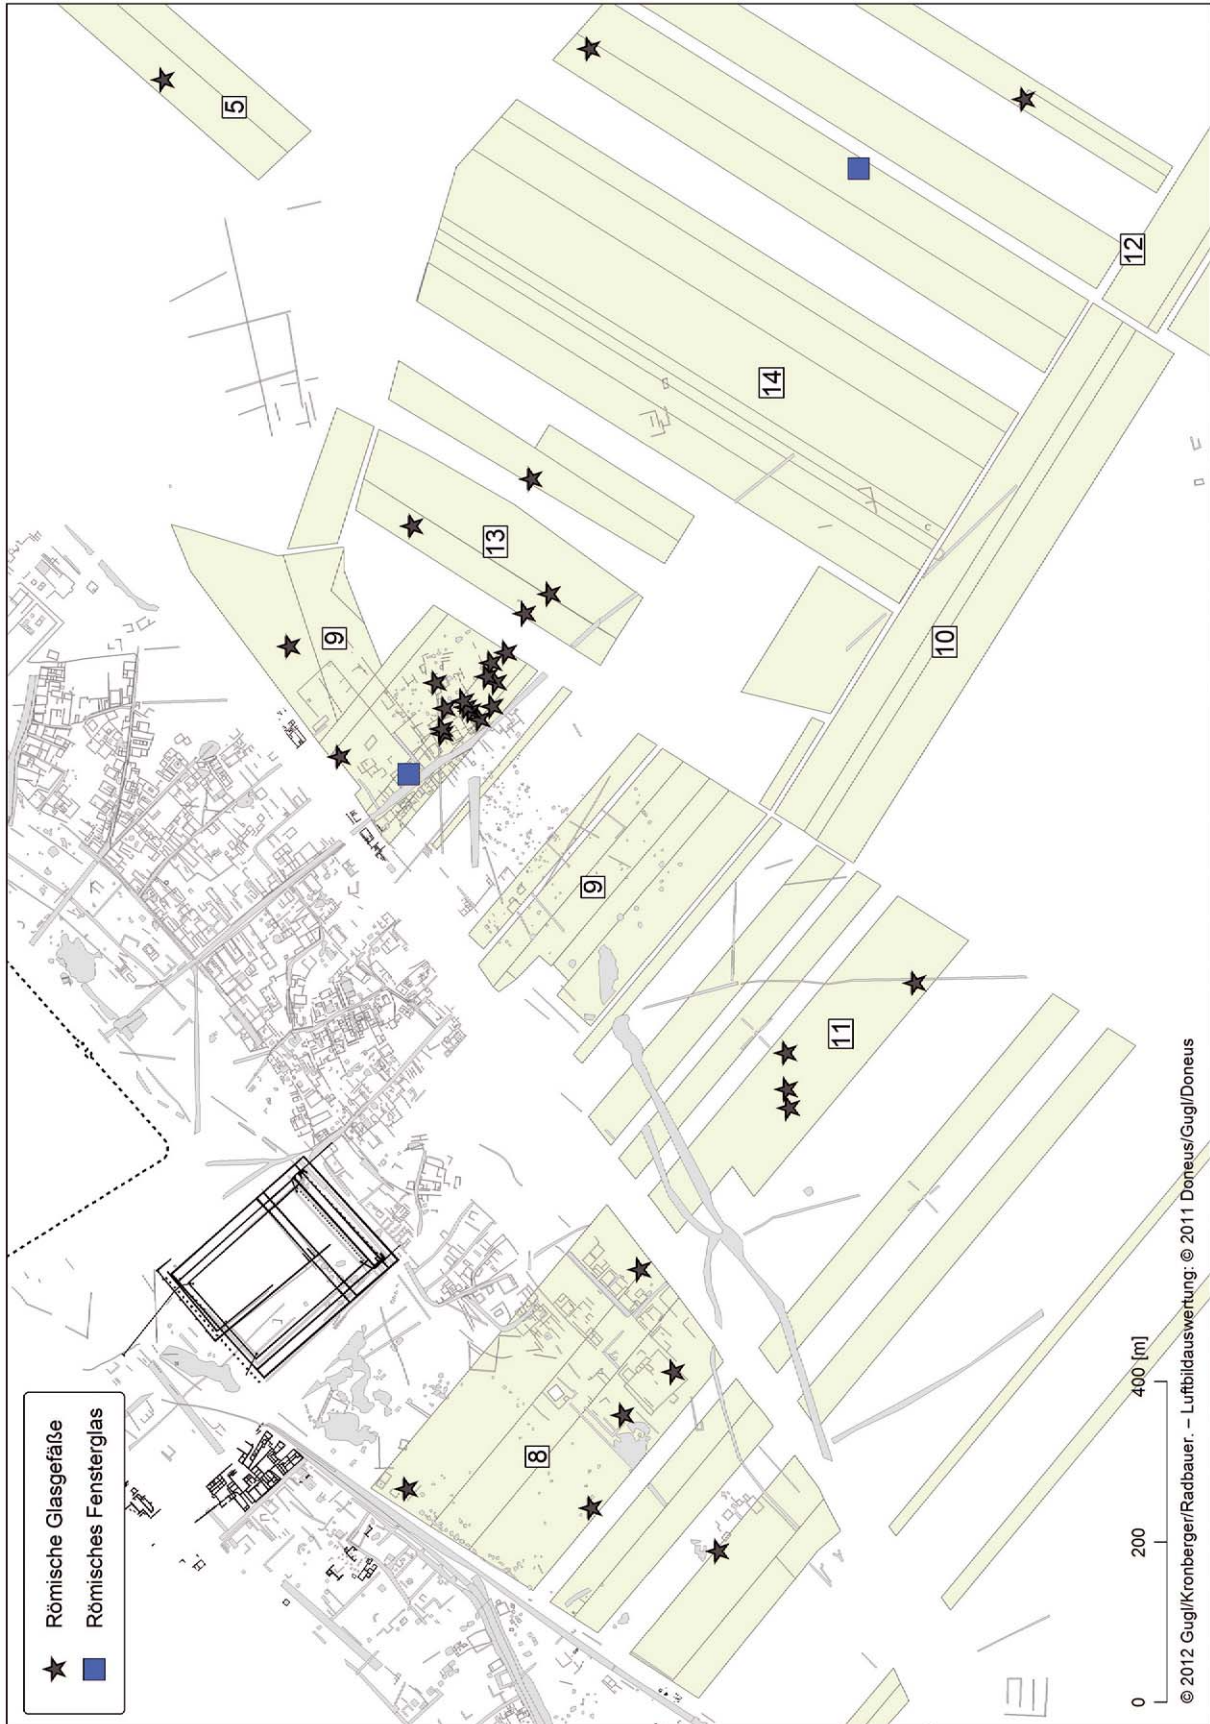 Römische Glasgefäße
Römisches Fensterglas
5
9
13
14
12
9
10
11
8
0 200 400 [m]
© 2012 Gugl/Kronberger/Radbauer. – Luftbildauswertung: © 2011 Doneus/Gugl/Doneus